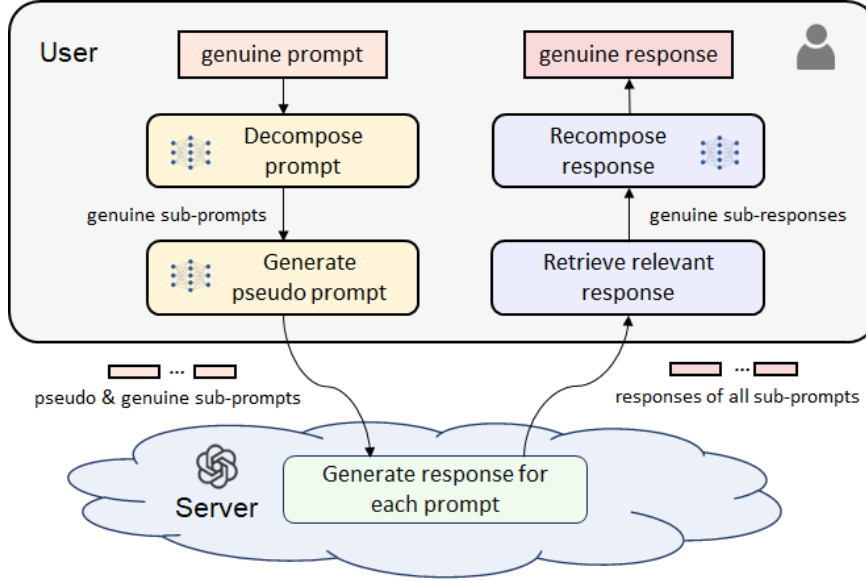 User
genuine prompt
genuine response
Decompose
prompt
Recompose
response
genuine sub-prompts
genuine sub-responses
Generate
pseudo prompt
Retrieve relevant
response
...
pseudo & genuine sub-prompts
...
responses of all sub-prompts
Server
Generate response for
each prompt